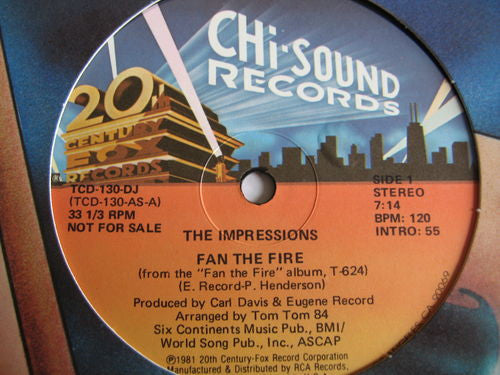 CHi-SOUND
RECORDS
20th
CENTURY
FOX
RECORDS
TCD-130-DJ
(TCD-130-AS-A)
33 1/3 RPM
NOT FOR SALE
SIDE 1
STEREO
7:14
BPM: 120
INTRO: 55
THE IMPRESSIONS
FAN THE FIRE
(from the "Fan the Fire" album, T-624)
(E. Record-P. Henderson)
Produced by Carl Davis & Eugene Record
Arranged by Tom Tom 84
Six Continents Music Pub., BMI/
World Song Pub., Inc., ASCAP
℗1981 20th Century-Fox Record Corporation
Manufactured & Distributed by RCA Records,